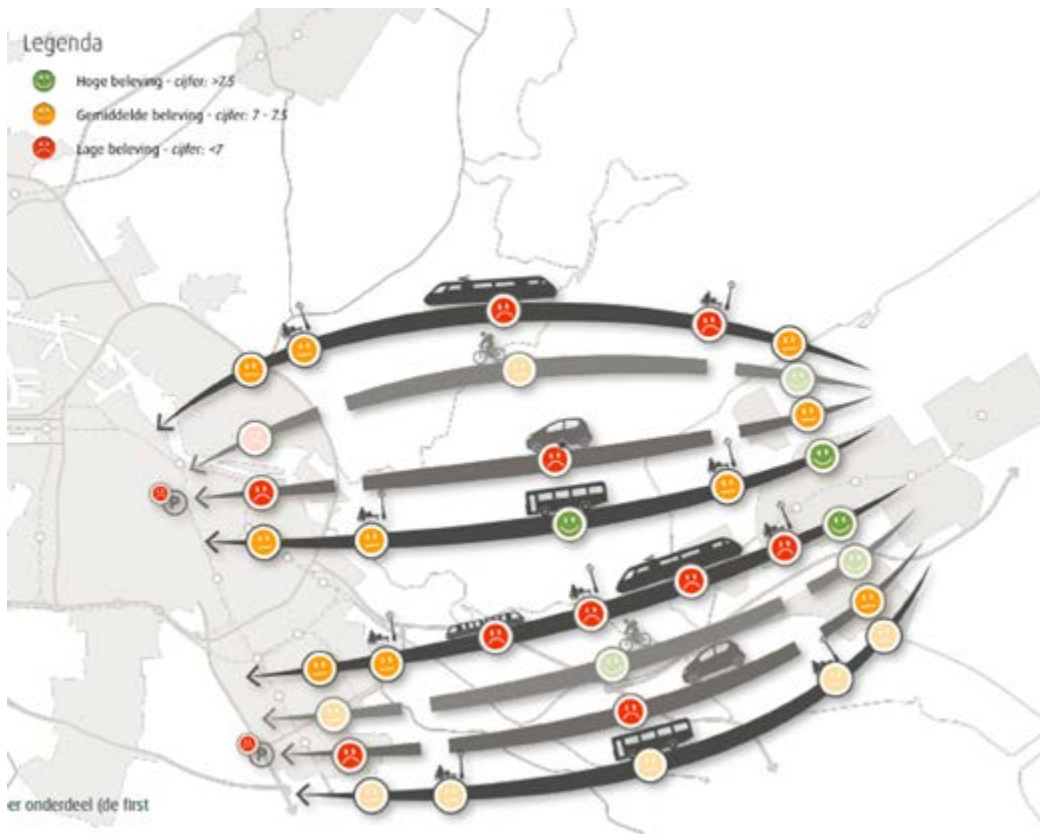 Legenda
Hoge beleving - cijfer: >7.5
Gemiddelde beleving - cijfer: 7 - 7.5
Lage beleving - cijfer: <7
P
P
er onderdeel (de first